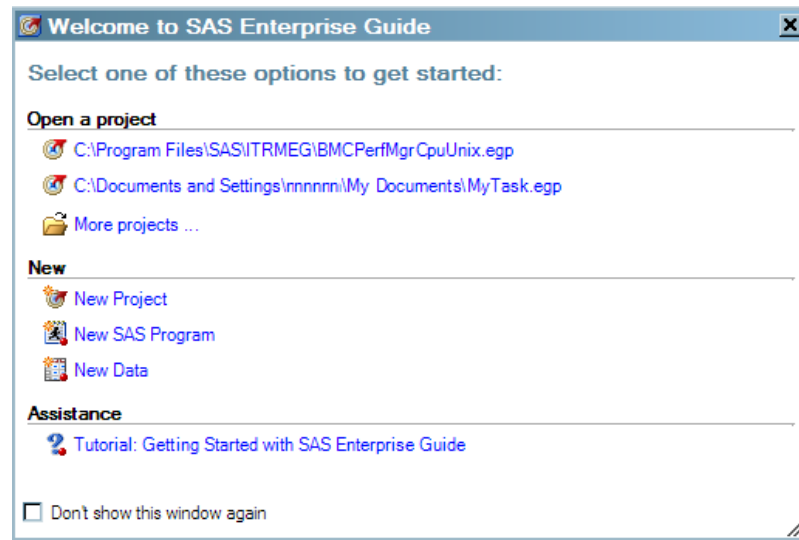 Welcome to SAS Enterprise Guide
Select one of these options to get started:
Open a project
C:\Program Files\SAS\ITRMEG\BMCPerfMgrCpuUnix.egp
C:\Documents and Settings\nnnnnn\My Documents\MyTask.egp
More projects ...
New
New Project
New SAS Program
New Data
Assistance
Tutorial: Getting Started with SAS Enterprise Guide
Don't show this window again